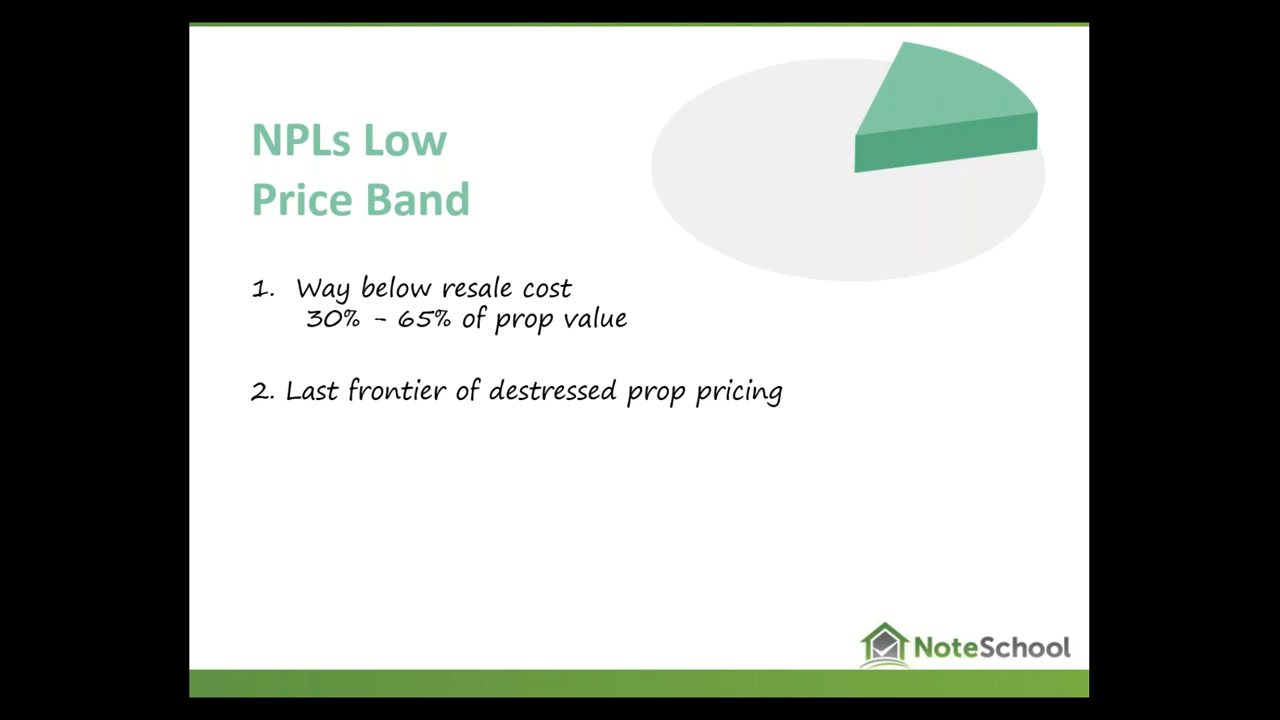 NPLs Low
Price Band
1. Way below resale cost
30% - 65% of prop value
2. Last frontier of destressed prop pricing
NoteSchool